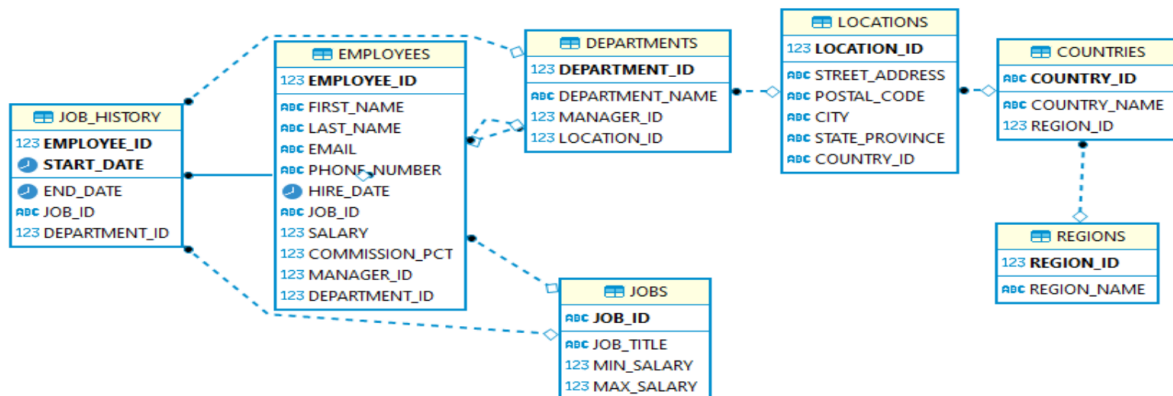 JOB_HISTORY
123 EMPLOYEE_ID
START_DATE
END_DATE
ABC JOB_ID
123 DEPARTMENT_ID
EMPLOYEES
123 EMPLOYEE_ID
ABC FIRST_NAME
ABC LAST_NAME
ABC EMAIL
ABC PHONE_NUMBER
HIRE_DATE
ABC JOB_ID
123 SALARY
123 COMMISSION_PCT
123 MANAGER_ID
123 DEPARTMENT_ID
DEPARTMENTS
123 DEPARTMENT_ID
ABC DEPARTMENT_NAME
123 MANAGER_ID
123 LOCATION_ID
JOBS
ABC JOB_ID
ABC JOB_TITLE
123 MIN_SALARY
123 MAX_SALARY
LOCATIONS
123 LOCATION_ID
ABC STREET_ADDRESS
ABC POSTAL_CODE
ABC CITY
ABC STATE_PROVINCE
ABC COUNTRY_ID
COUNTRIES
ABC COUNTRY_ID
ABC COUNTRY_NAME
123 REGION_ID
REGIONS
123 REGION_ID
ABC REGION_NAME